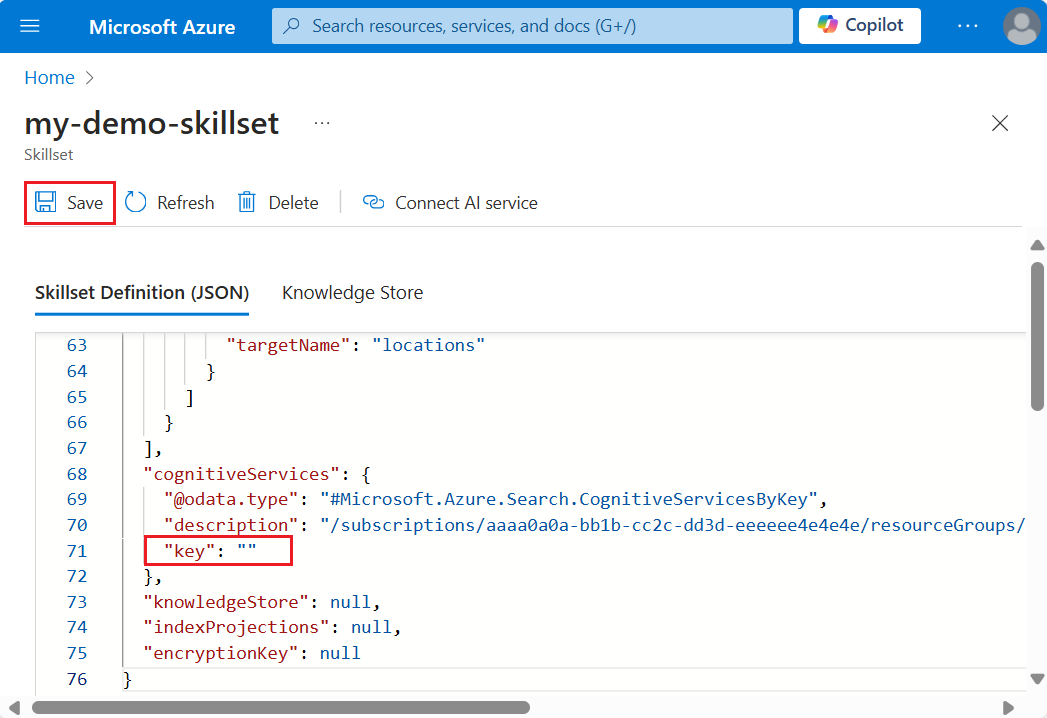 Microsoft Azure
Search resources, services, and docs (G+/)
Copilot
...
Home >
my-demo-skillset ...
Skillset
Save
Refresh
Delete
Connect AI service
Skillset Definition (JSON)
Knowledge Store
63 "targetName": "locations"
64 }
65 ]
66 }
67 ],
68 "cognitiveServices": {
69 "@odata.type": "#Microsoft.Azure.Search.CognitiveServicesByKey",
70 "description": "/subscriptions/aaaa0a0a-bb1b-cc2c-dd3d-eeeeee4e4e4e/resourceGroups/
71 "key": ""
72 },
73 "knowledgeStore": null,
74 "indexProjections": null,
75 "encryptionKey": null
76 }